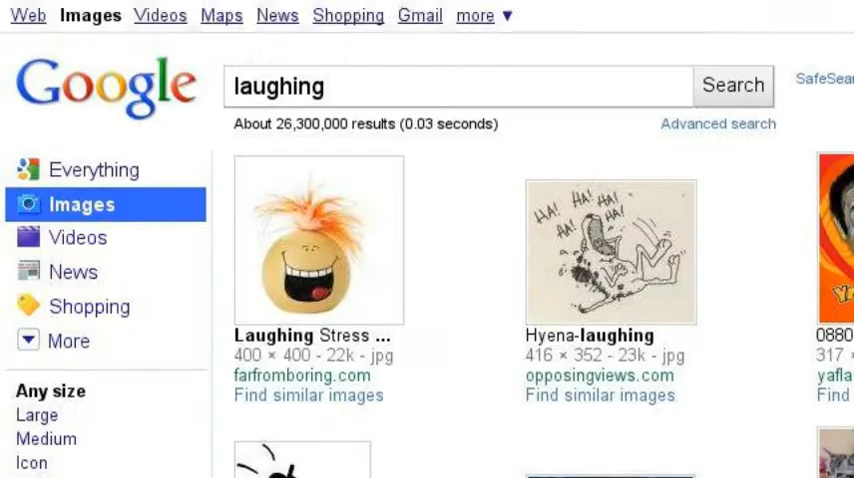 Web Images Videos Maps News Shopping Gmail more ▼
Google
laughing
Search
About 26,300,000 results (0.03 seconds)
Advanced search
Everything
Images
Videos
News
Shopping
More
Any size
Large
Medium
Icon
HA! HA! HA!
HA! HA!
Laughing Stress ...
400 × 400 - 22k - jpg
farfromboring.com
Find similar images
Hyena-laughing
416 × 352 - 23k - jpg
opposingviews.com
Find similar images
0880
317 ×
yafla
Find